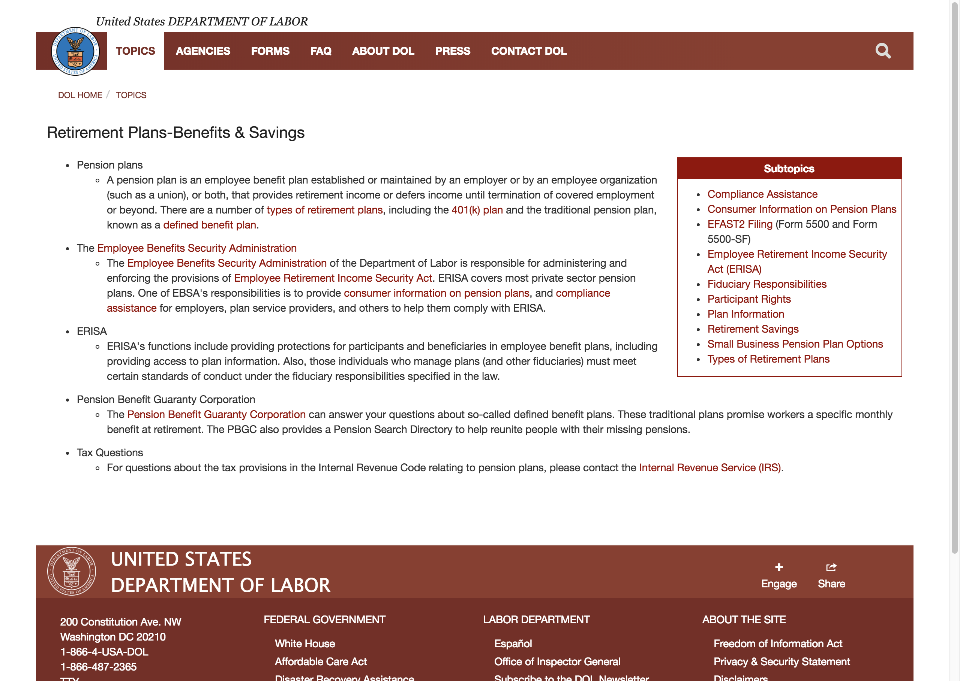 United States DEPARTMENT OF LABOR
TOPICS AGENCIES FORMS FAQ ABOUT DOL PRESS CONTACT DOL
DOL HOME / TOPICS
Retirement Plans-Benefits & Savings
• Pension plans
◦ A pension plan is an employee benefit plan established or maintained by an employer or by an employee organization
(such as a union), or both, that provides retirement income or defers income until termination of covered employment
or beyond. There are a number of types of retirement plans, including the 401(k) plan and the traditional pension plan,
known as a defined benefit plan.
• The Employee Benefits Security Administration
◦ The Employee Benefits Security Administration of the Department of Labor is responsible for administering and
enforcing the provisions of Employee Retirement Income Security Act. ERISA covers most private sector pension
plans. One of EBSA's responsibilities is to provide consumer information on pension plans, and compliance
assistance for employers, plan service providers, and others to help them comply with ERISA.
• ERISA
◦ ERISA's functions include providing protections for participants and beneficiaries in employee benefit plans, including
providing access to plan information. Also, those individuals who manage plans (and other fiduciaries) must meet
certain standards of conduct under the fiduciary responsibilities specified in the law.
• Pension Benefit Guaranty Corporation
◦ The Pension Benefit Guaranty Corporation can answer your questions about so-called defined benefit plans. These traditional plans promise workers a specific monthly
benefit at retirement. The PBGC also provides a Pension Search Directory to help reunite people with their missing pensions.
• Tax Questions
◦ For questions about the tax provisions in the Internal Revenue Code relating to pension plans, please contact the Internal Revenue Service (IRS).
Subtopics
• Compliance Assistance
• Consumer Information on Pension Plans
• EFAST2 Filing (Form 5500 and Form
5500-SF)
• Employee Retirement Income Security
Act (ERISA)
• Fiduciary Responsibilities
• Participant Rights
• Plan Information
• Retirement Savings
• Small Business Pension Plan Options
• Types of Retirement Plans
UNITED STATES
DEPARTMENT OF LABOR
Engage Share
200 Constitution Ave. NW
Washington DC 20210
1-866-4-USA-DOL
1-866-487-2365
TTY
FEDERAL GOVERNMENT
White House
Affordable Care Act
Disaster Recovery Assistance
LABOR DEPARTMENT
Español
Office of Inspector General
Subscribe to the DOL Newsletter
ABOUT THE SITE
Freedom of Information Act
Privacy & Security Statement
Disclaimers